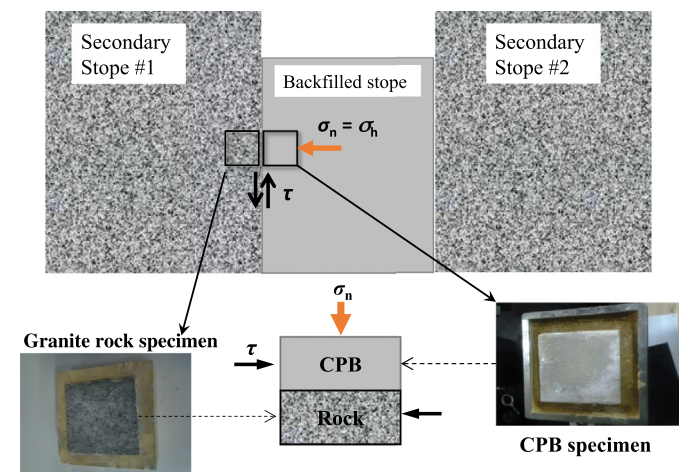 Secondary
Stope #1
Backfilled stope
Secondary
Stope #2
σn = σh
τ
σn
Granite rock specimen
τ
CPB
Rock
CPB specimen